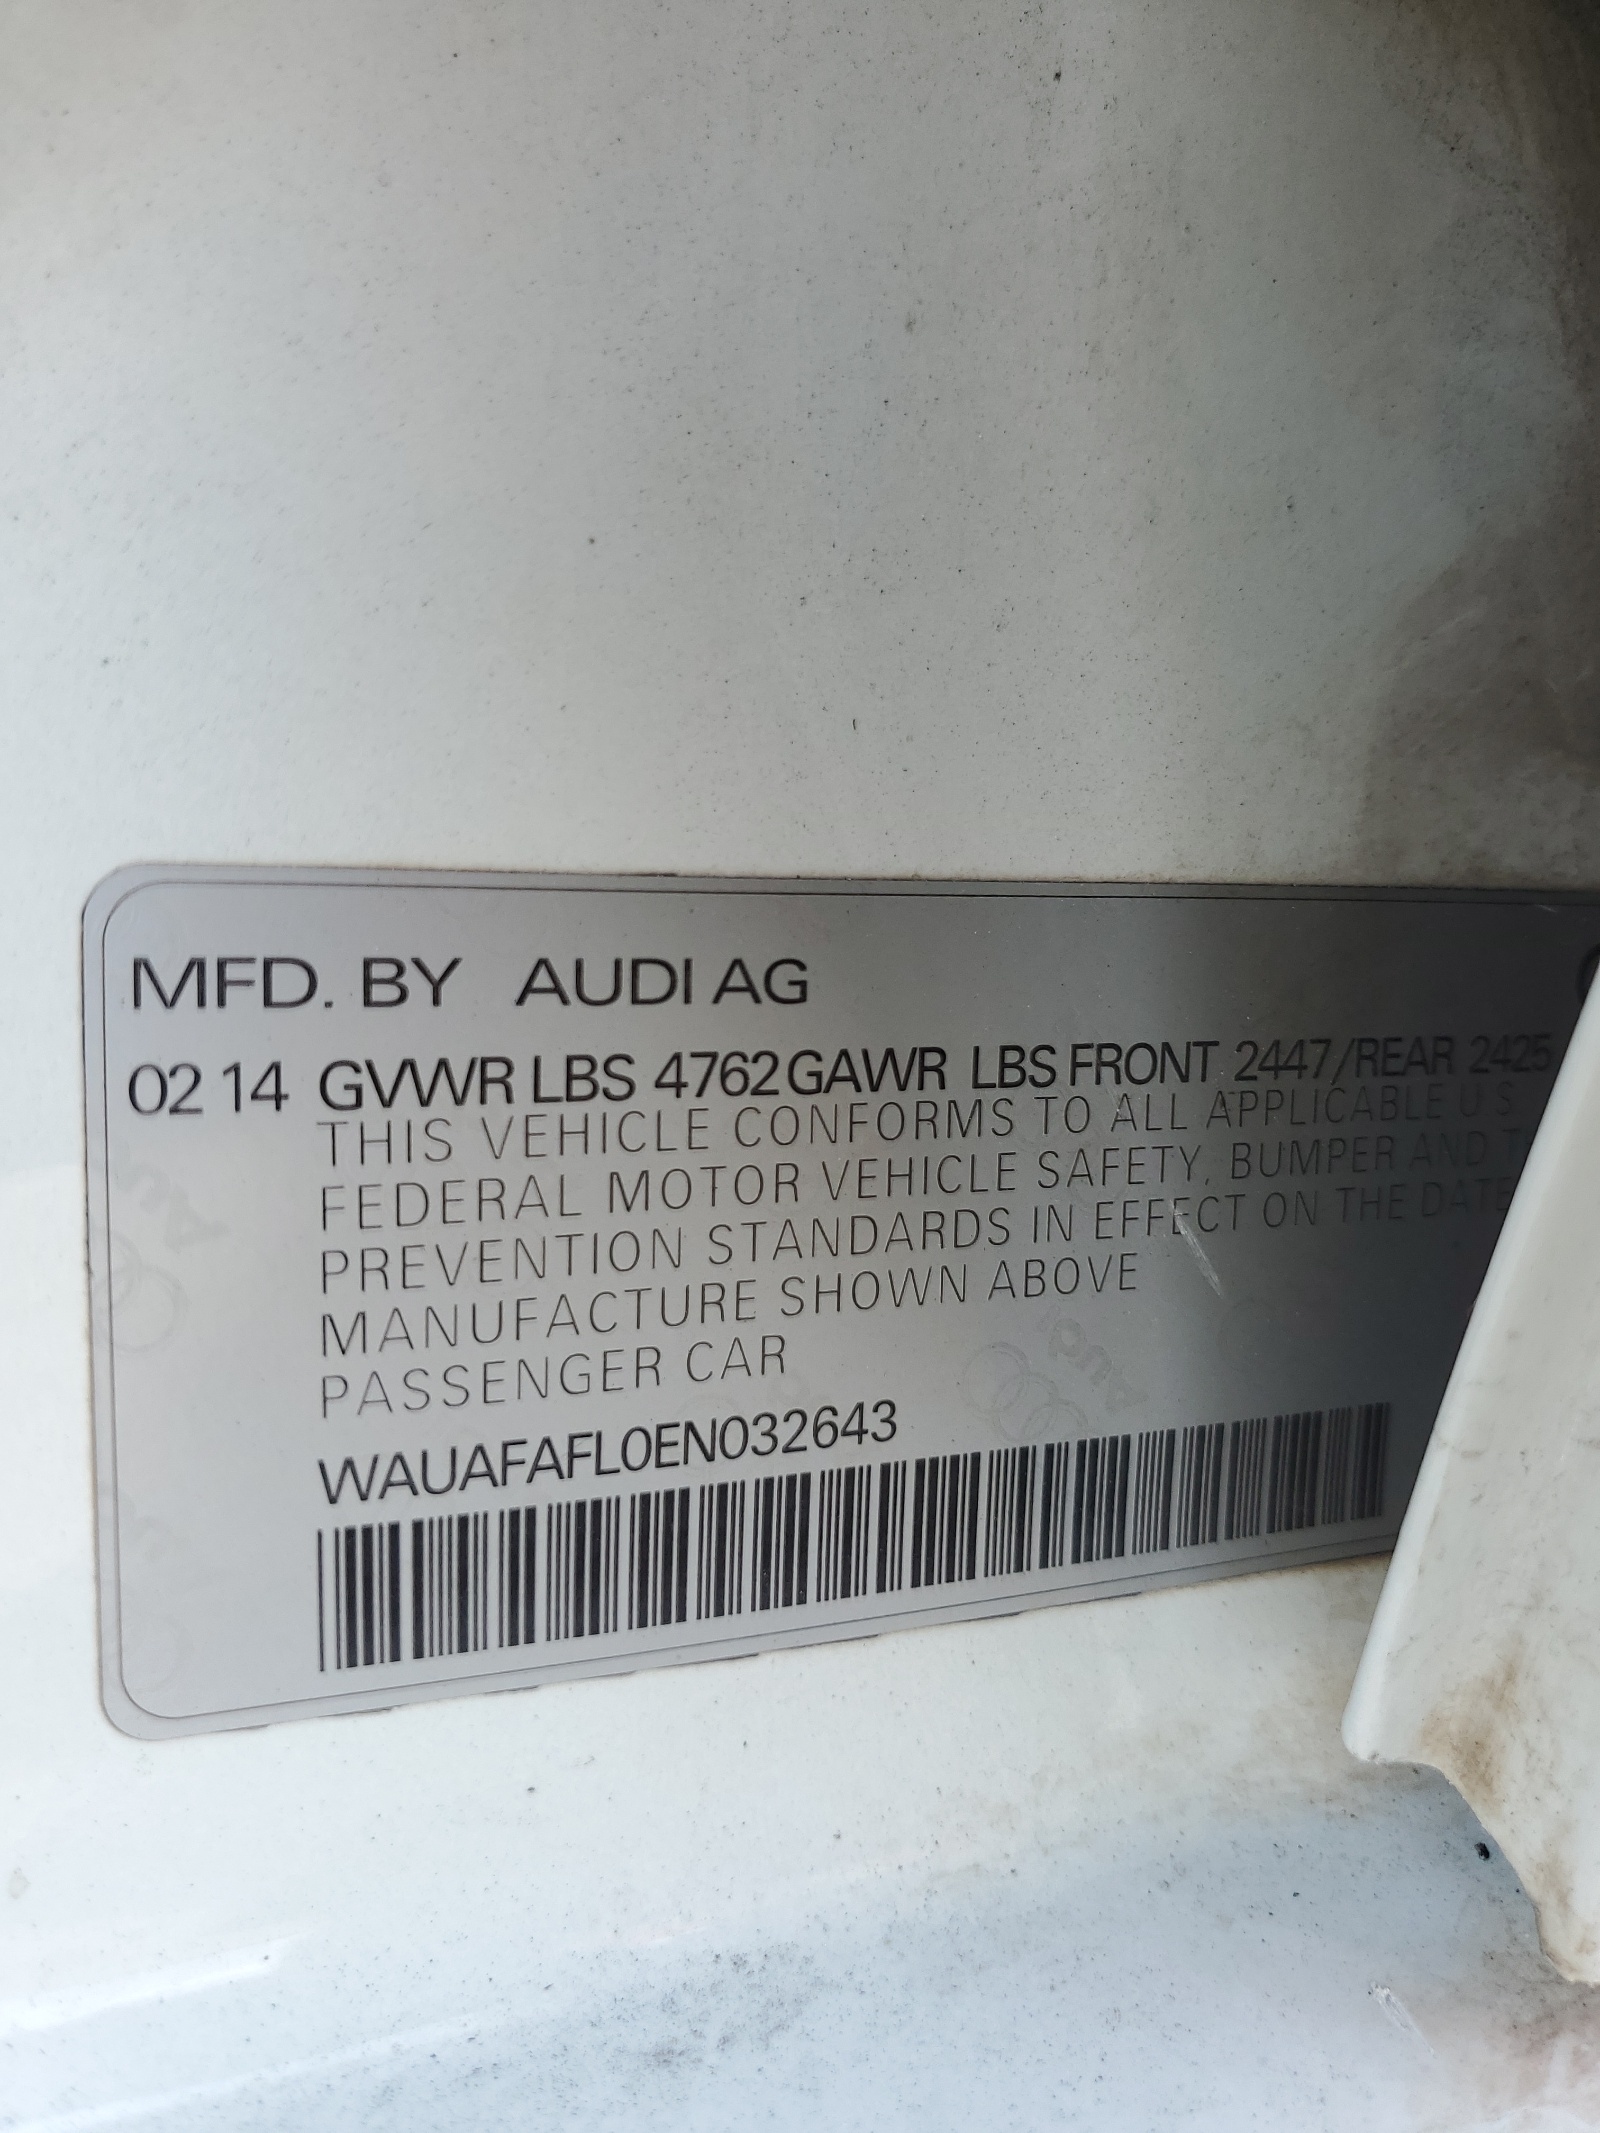 MFD. BY AUDI AG
02 14 GVWR LBS 4762 GAWR LBS FRONT 2447/REAR 2425
THIS VEHICLE CONFORMS TO ALL APPLICABLE U S
FEDERAL MOTOR VEHICLE SAFETY, BUMPER AND
PREVENTION STANDARDS IN EFFECT ON THE DATE
MANUFACTURE SHOWN ABOVE
PASSENGER CAR
WAUAFAFL0EN032643